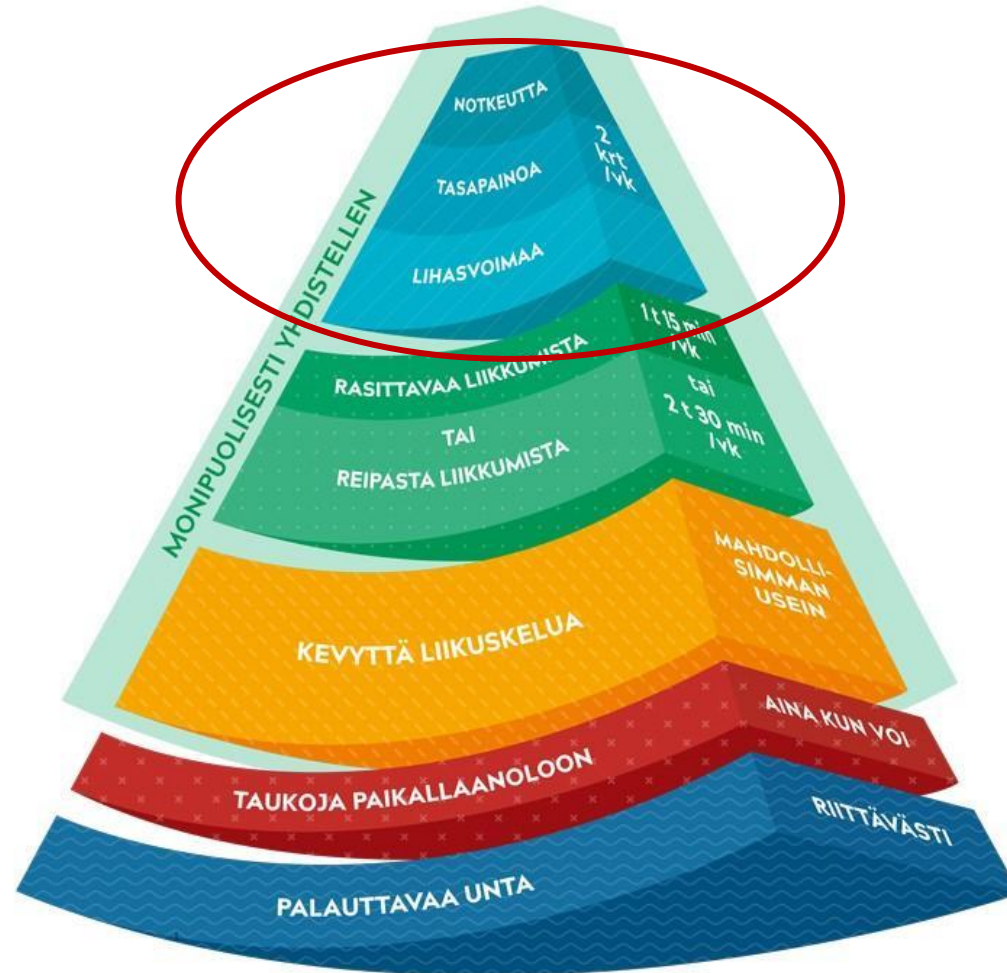 NOTKEUTTA
TASAPAINOA
LIHASVOIMAA
2
krt
/vk
MONIPUOLISESTI YHDISTELLEN
RASITTAVAA LIIKKUMISTA
1 t 15 min
/vk
TAI
tai
REIPASTA LIIKKUMISTA
2 t 30 min
/vk
KEVYTTÄ LIIKUSKELUA
MAHDOLLI-
SIMMAN
USEIN
TAUKOJA PAIKALLAANOLOON
AINA KUN VOI
PALAUTTAVAA UNTA
RIITTÄVÄSTI